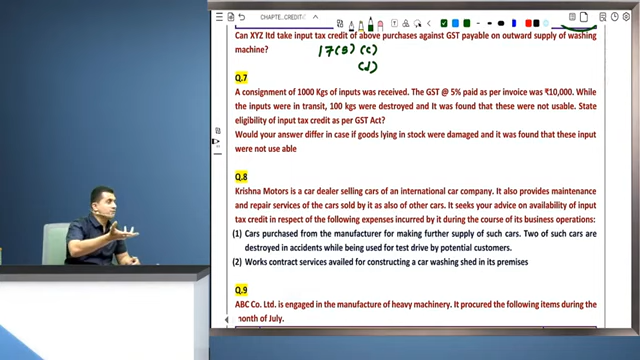 CHAPTE..CREDIT(
Can XYZ ltd take input tax credit of above purchases against GST payable on outward supply of washing
machine?
17(5) (c)
(d)
Q.7
A consignment of 1000 Kgs of inputs was received. The GST @ 5% paid as per invoice was ₹10,000. While
the inputs were in transit, 100 kgs were destroyed and It was found that these were not usable. State
eligibility of input tax credit as per GST Act?
Would your answer differ in case if goods lying in stock were damaged and it was found that these input
were not use able
Q.8
Krishna Motors is a car dealer selling cars of an international car company. It also provides maintenance
and repair services of the cars sold by it as also of other cars. It seeks your advice on availability of input
tax credit in respect of the following expenses incurred by it during the course of its business operations:
(1) Cars purchased from the manufacturer for making further supply of such cars. Two of such cars are
destroyed in accidents while being used for test drive by potential customers.
(2) Works contract services availed for constructing a car washing shed in its premises
Q.9
ABC Co. Ltd. is engaged in the manufacture of heavy machinery. It procured the following items during the
month of July.